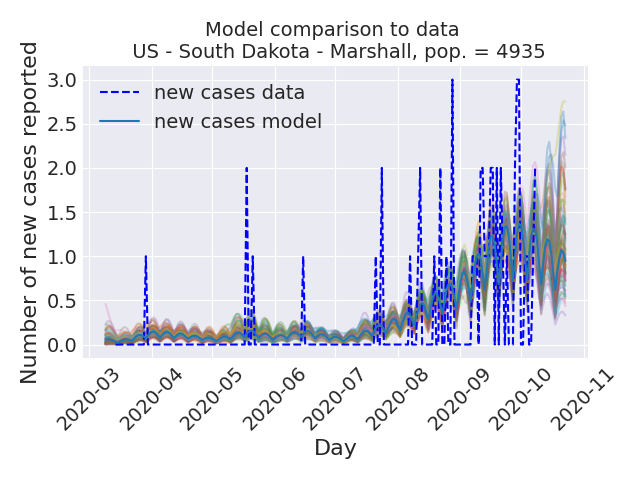 Model comparison to data
US - South Dakota - Marshall, pop. = 4935
Number of new cases reported
3.0
2.5
2.0
1.5
1.0
0.5
0.0
new cases data
new cases model
2020-03
2020-04
2020-05
2020-06
2020-07
2020-08
2020-09
2020-10
2020-11
Day